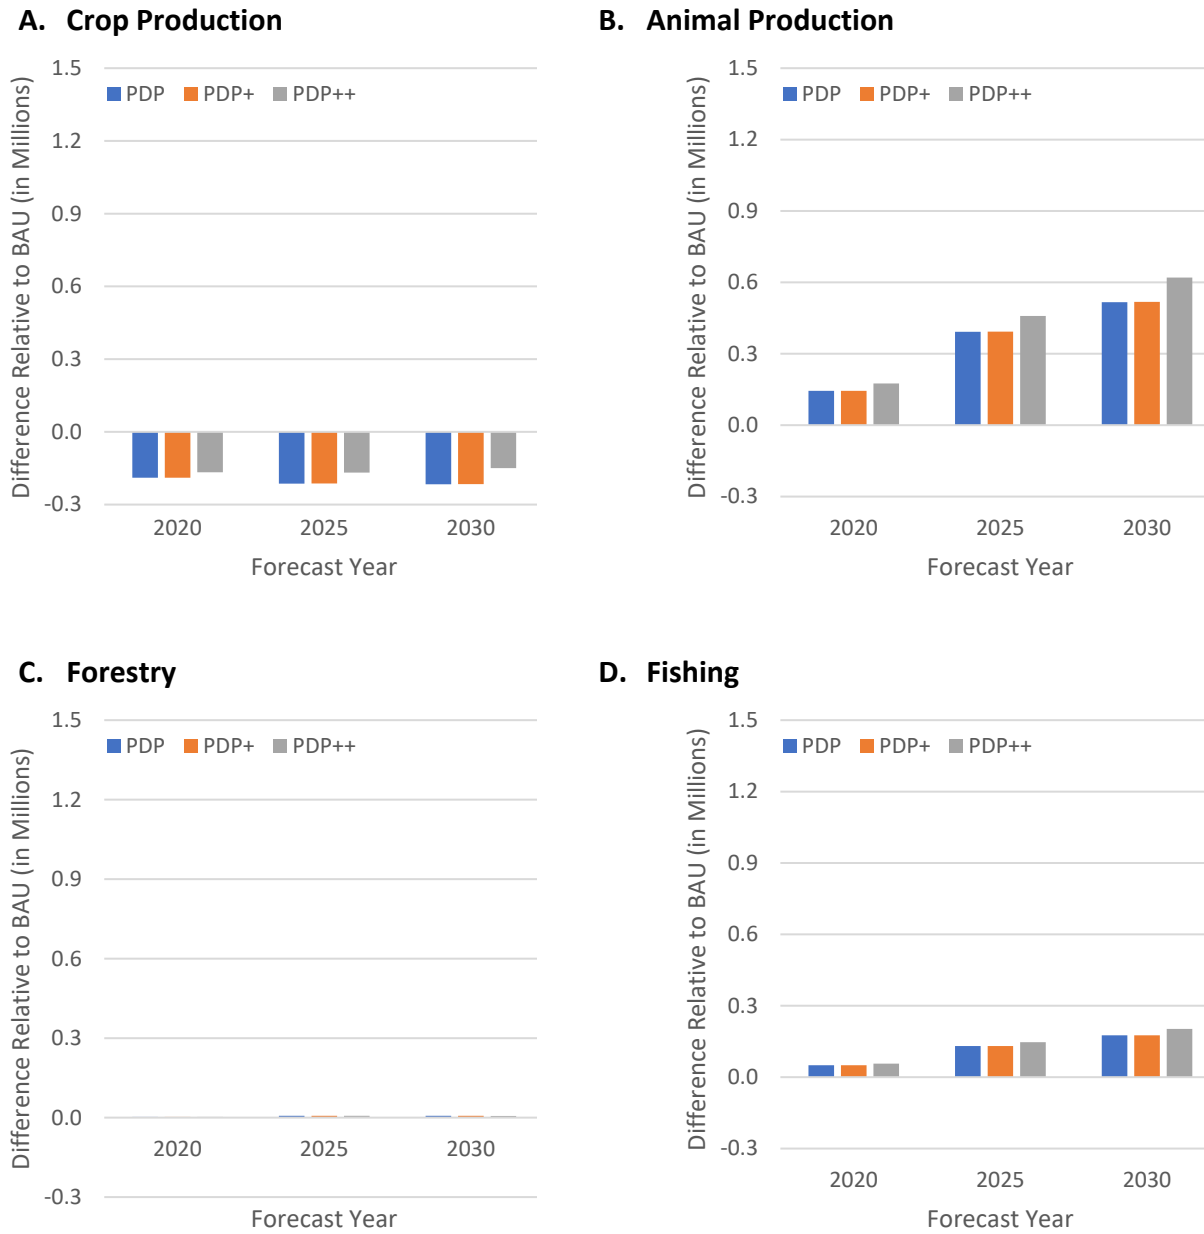 A. Crop Production
Difference Relative to BAU (in Millions)
1.5
1.2
0.9
0.6
0.3
0.0
-0.3
PDP PDP+ PDP++
2020 2025 2030
Forecast Year
B. Animal Production
Difference Relative to BAU (in Millions)
1.5
1.2
0.9
0.6
0.3
0.0
-0.3
PDP PDP+ PDP++
2020 2025 2030
Forecast Year
C. Forestry
Difference Relative to BAU (in Millions)
1.5
1.2
0.9
0.6
0.3
0.0
-0.3
PDP PDP+ PDP++
2020 2025 2030
Forecast Year
D. Fishing
Difference Relative to BAU (in Millions)
1.5
1.2
0.9
0.6
0.3
0.0
-0.3
PDP PDP+ PDP++
2020 2025 2030
Forecast Year